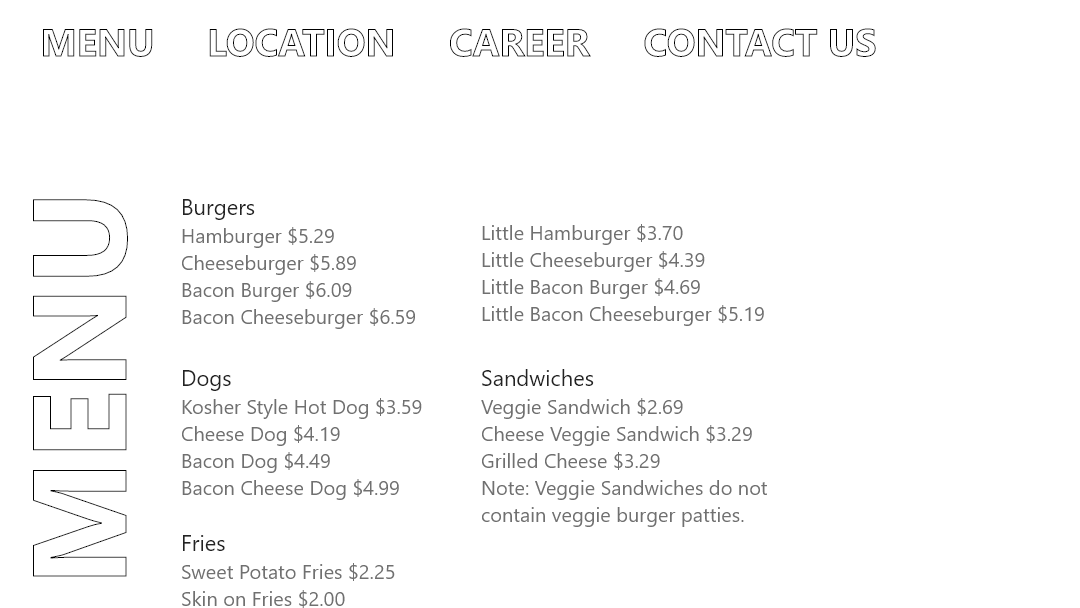 MENU LOCATION CAREER CONTACT US
MENU
Burgers
Hamburger $5.29
Cheeseburger $5.89
Bacon Burger $6.09
Bacon Cheeseburger $6.59
Little Hamburger $3.70
Little Cheeseburger $4.39
Little Bacon Burger $4.69
Little Bacon Cheeseburger $5.19
Dogs
Kosher Style Hot Dog $3.59
Cheese Dog $4.19
Bacon Dog $4.49
Bacon Cheese Dog $4.99
Sandwiches
Veggie Sandwich $2.69
Cheese Veggie Sandwich $3.29
Grilled Cheese $3.29
Note: Veggie Sandwiches do not
contain veggie burger patties.
Fries
Sweet Potato Fries $2.25
Skin on Fries $2.00